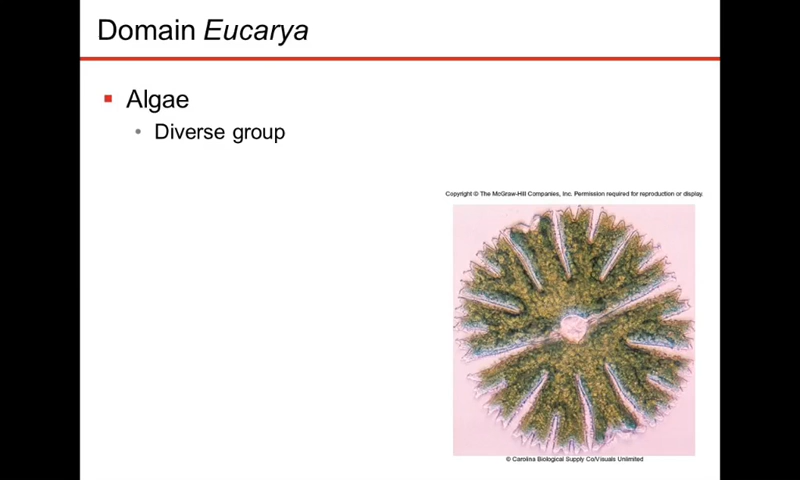 Domain Eucarya
Algae
Diverse group
Copyright © The McGraw-Hill Companies, Inc. Permission required for reproduction or display.
© Carolina Biological Supply Co/Visuals Unlimited